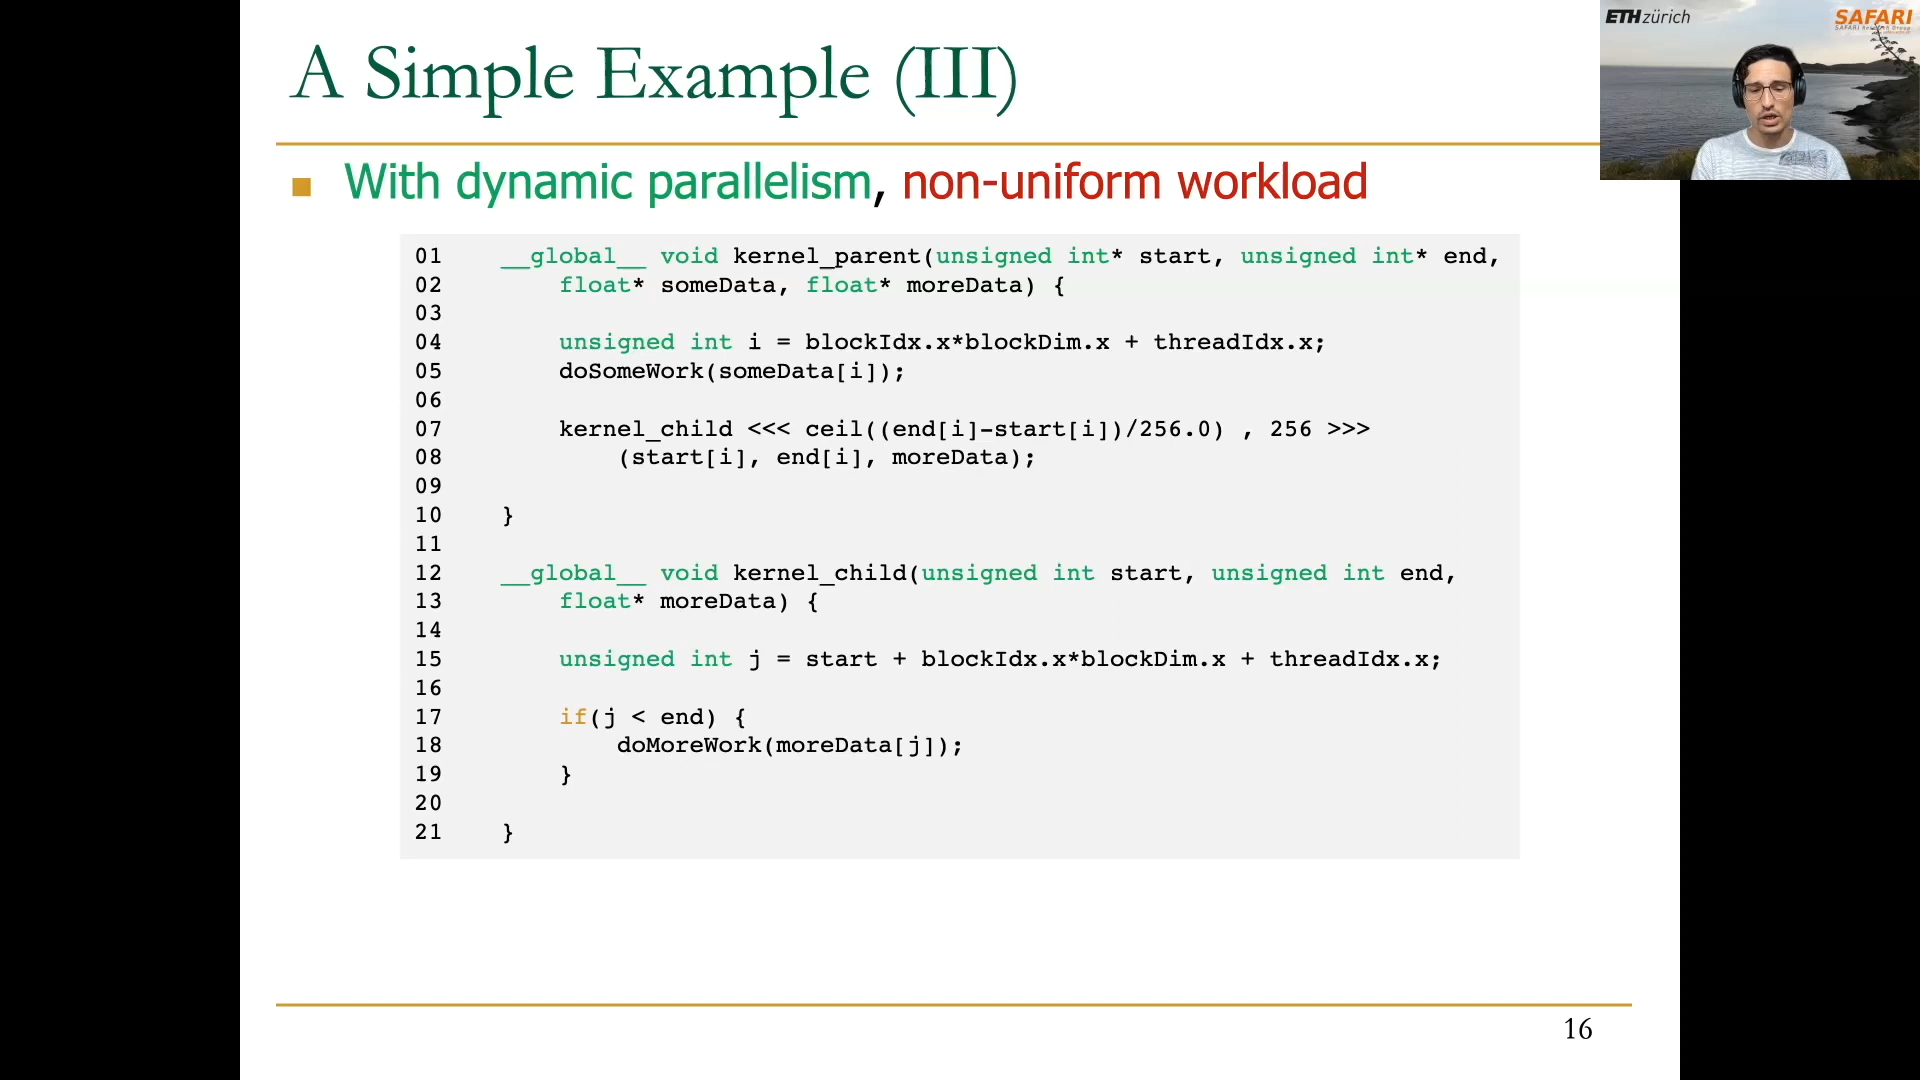 A Simple Example (III)
ETH zürich
SAFARI
SAFARI Research Group
With dynamic parallelism, non-uniform workload
01 __global__ void kernel_parent(unsigned int* start, unsigned int* end,
02 float* someData, float* moreData) {
03
04 unsigned int i = blockIdx.x*blockDim.x + threadIdx.x;
05 doSomeWork(someData[i]);
06
07 kernel_child <<< ceil((end[i]-start[i])/256.0) , 256 >>>
08 (start[i], end[i], moreData);
09
10 }
11
12 __global__ void kernel_child(unsigned int start, unsigned int end,
13 float* moreData) {
14
15 unsigned int j = start + blockIdx.x*blockDim.x + threadIdx.x;
16
17 if(j < end) {
18 doMoreWork(moreData[j]);
19 }
20
21 }
16